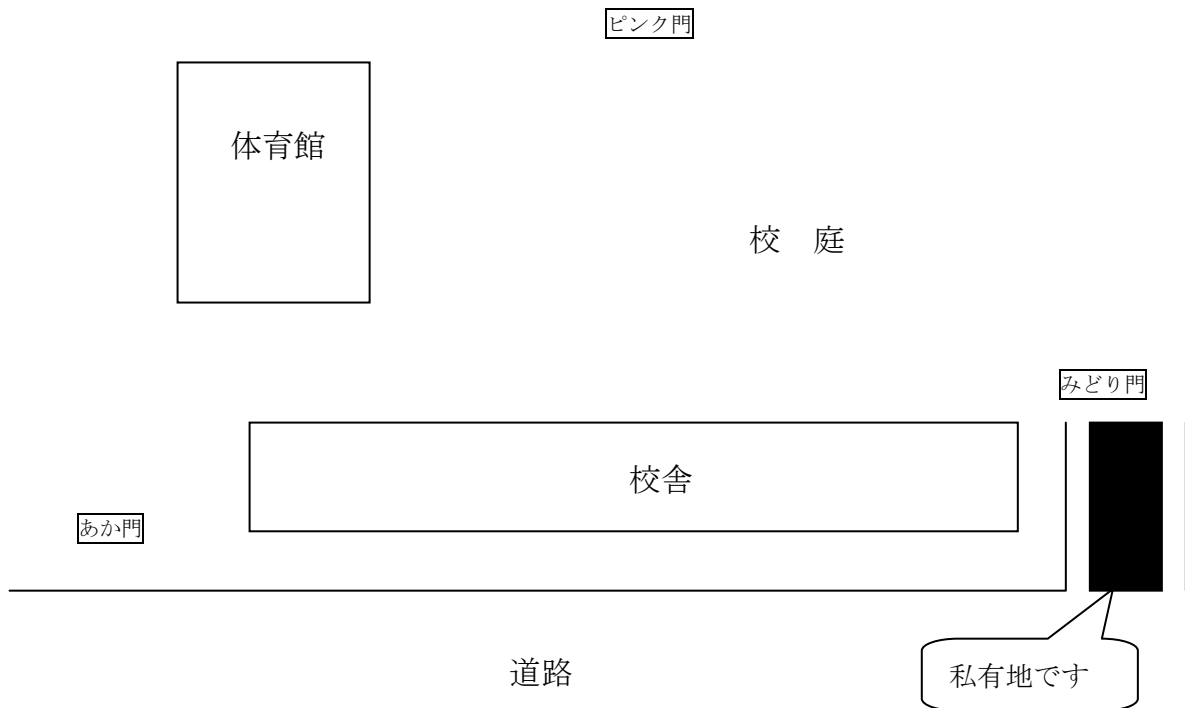 ピンク門
体育館
校　庭
みどり門
校舎
あか門
道路
私有地です